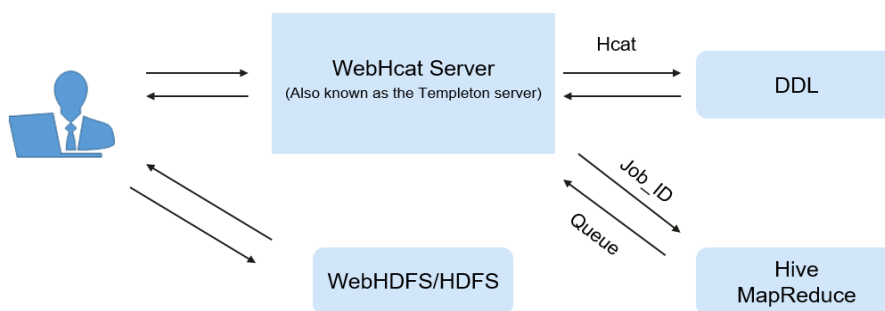 Hcat
WebHcat Server
(Also known as the Templeton server)
DDL
Job_ID
Queue
WebHDFS/HDFS
Hive
MapReduce